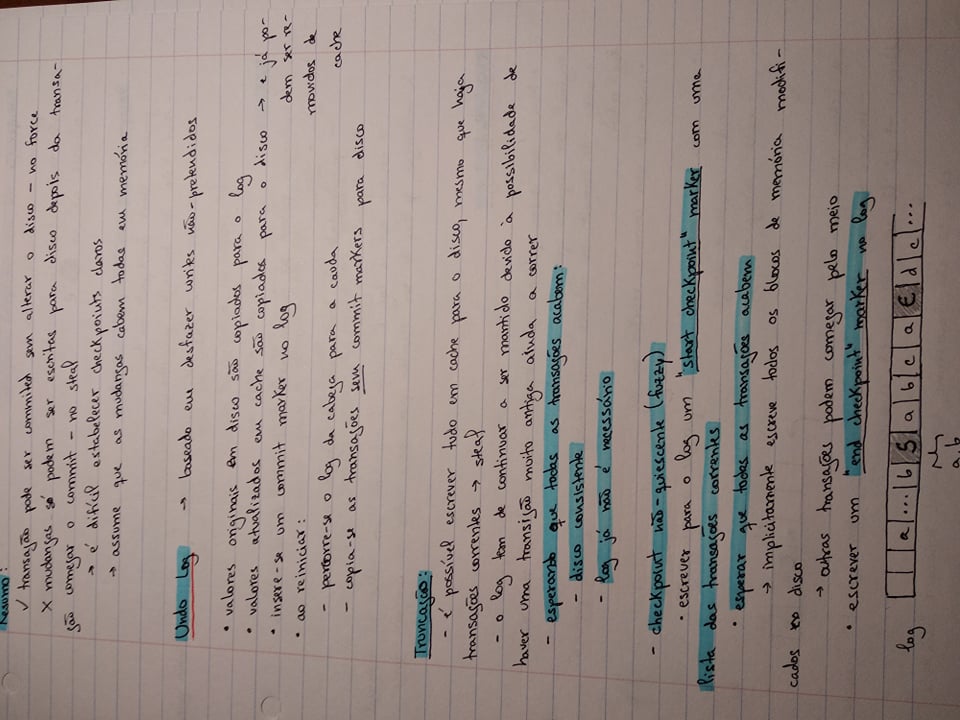 Resumo:
✓ transação pode ser commited sem alterar o disco – no force
× mudanças só podem ser escritas para disco depois da transa-
ção começar o commit – no steal
→ é difícil estabelecer checkpoints claros
→ assume que as mudanças cabem todas em memória
Undo Log → baseado em desfazer writes não-pretendidos
• valores originais em disco são copiados para o log
• valores atualizados em cache são copiados para o disco → e já po-
dem ser re-
movidos de
cache
• insere-se um commit marker no log
• ao reiniciar:
– percorre-se o log da cabeça para a cauda
– copia-se as transações sem commit markers para disco
Truncação:
– é possível escrever tudo em cache para o disco, mesmo que haja
transações correntes → steal
– o log tem de continuar a ser mantido devido à possibilidade de
haver uma transição muito antiga ainda a correr
– esperando que todas as transações acabem:
– disco consistente
– log já não é necessário
– checkpoint não-quiescente (fuzzy)
• escrever para o log um "start checkpoint" marker com uma
lista das transações correntes
• esperar que todas as transações acabem
→ implicitamente escreve todos os blocos de memória modifi-
cados no disco
→ outras transações podem começar pelo meio
• escrever um "end checkpoint" marker no log
log a ... b S a b c a E d c ...
a, b